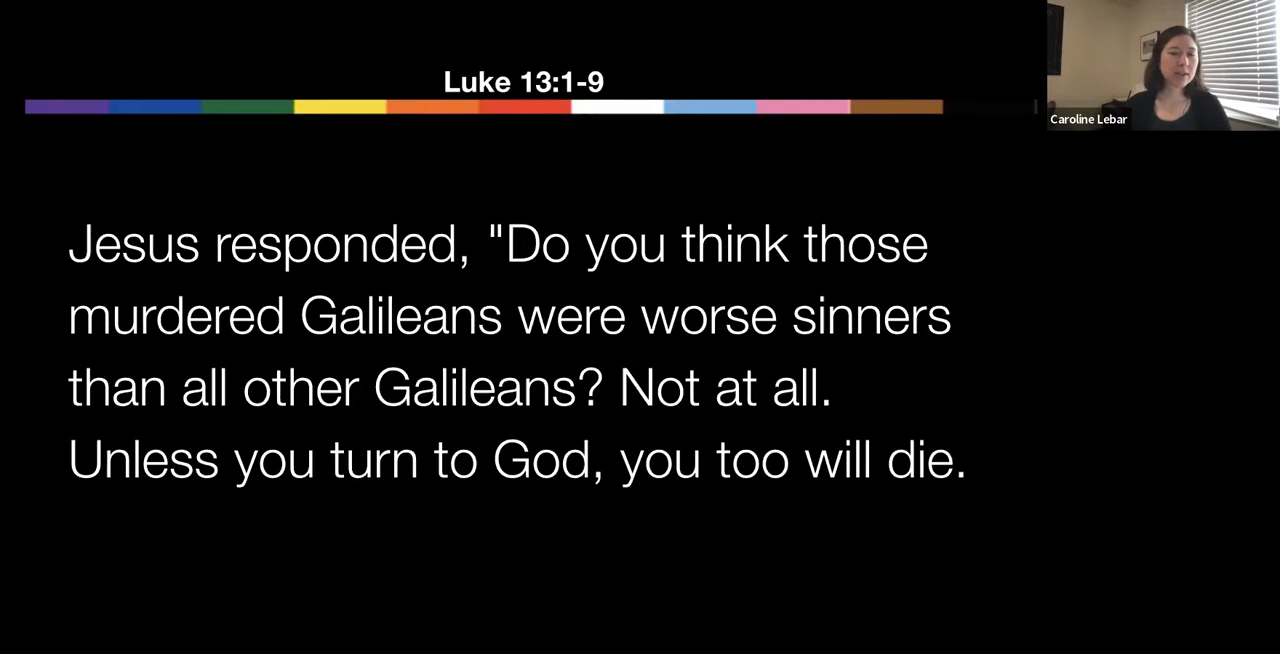 Luke 13:1-9
Caroline Lebar
Jesus responded, "Do you think those
murdered Galileans were worse sinners
than all other Galileans? Not at all.
Unless you turn to God, you too will die.